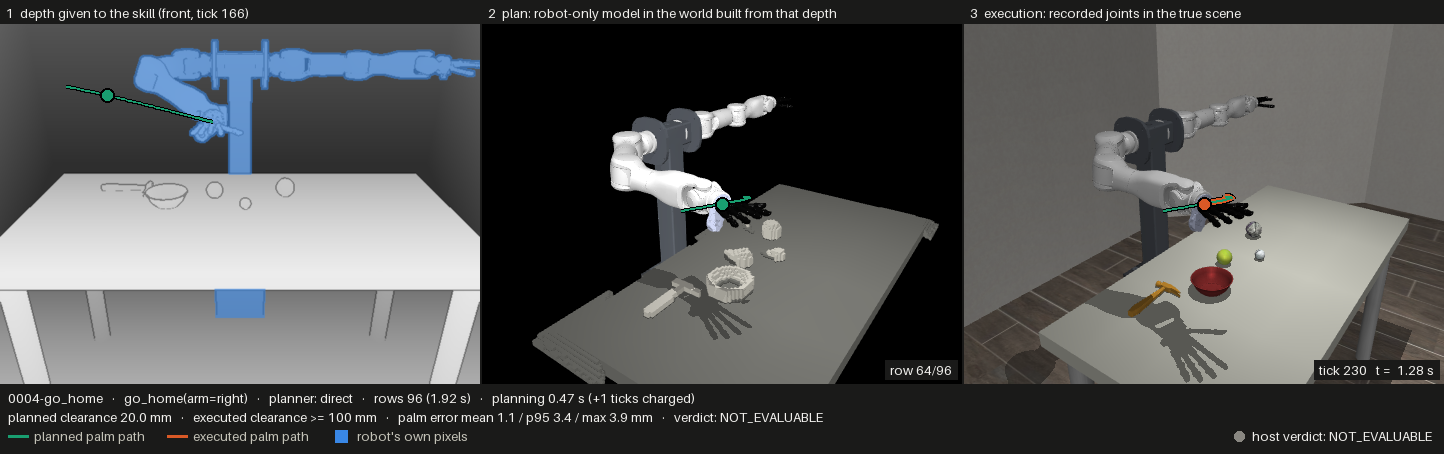 1 depth given to the skill (front, tick 166)
2 plan: robot-only model in the world built from that depth
3 execution: recorded joints in the true scene
row 64/96
tick 230 t = 1.28 s
0004-go_home · go_home(arm=right) · planner: direct · rows 96 (1.92 s) · planning 0.47 s (+1 ticks charged)
planned clearance 20.0 mm · executed clearance >= 100 mm · palm error mean 1.1 / p95 3.4 / max 3.9 mm · verdict: NOT_EVALUABLE
planned palm path
executed palm path
robot's own pixels
host verdict: NOT_EVALUABLE